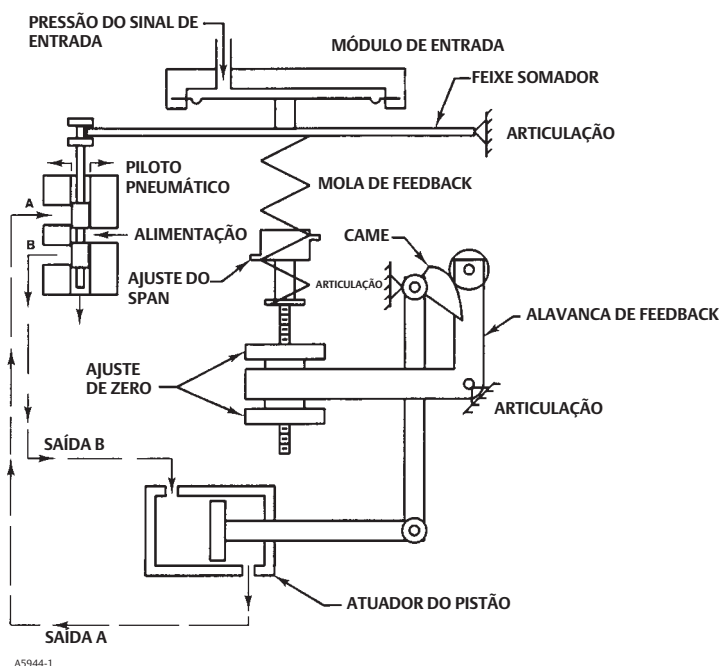 PRESSÃO DO SINAL DE
ENTRADA
MÓDULO DE ENTRADA
FEIXE SOMADOR
ARTICULAÇÃO
PILOTO
PNEUMÁTICO
MOLA DE FEEDBACK
A
ALIMENTAÇÃO
CAME
B
AJUSTE DO
SPAN
ARTICULAÇÃO
ALAVANCA DE FEEDBACK
AJUSTE
DE ZERO
ARTICULAÇÃO
SAÍDA B
ATUADOR DO PISTÃO
SAÍDA A
A5944-1